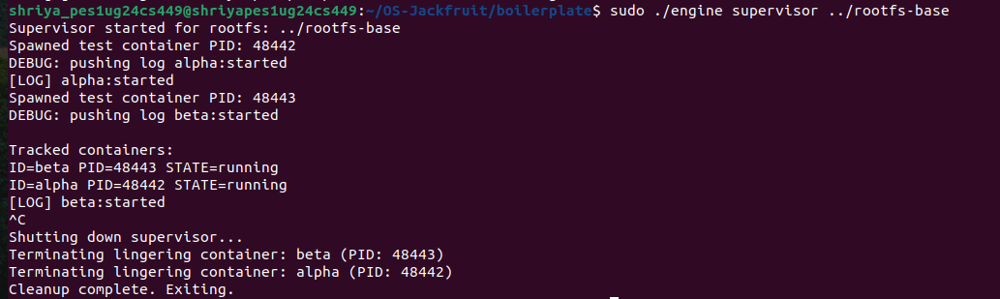 shriya_pes1ug24cs449@shriyapes1ug24cs449:~/OS-Jackfruit/boilerplate$ sudo ./engine supervisor ../rootfs-base
Supervisor started for rootfs: ../rootfs-base
Spawned test container PID: 48442
DEBUG: pushing log alpha:started
[LOG] alpha:started
Spawned test container PID: 48443
DEBUG: pushing log beta:started
Tracked containers:
ID=beta PID=48443 STATE=running
ID=alpha PID=48442 STATE=running
[LOG] beta:started
^C
Shutting down supervisor...
Terminating lingering container: beta (PID: 48443)
Terminating lingering container: alpha (PID: 48442)
Cleanup complete. Exiting.